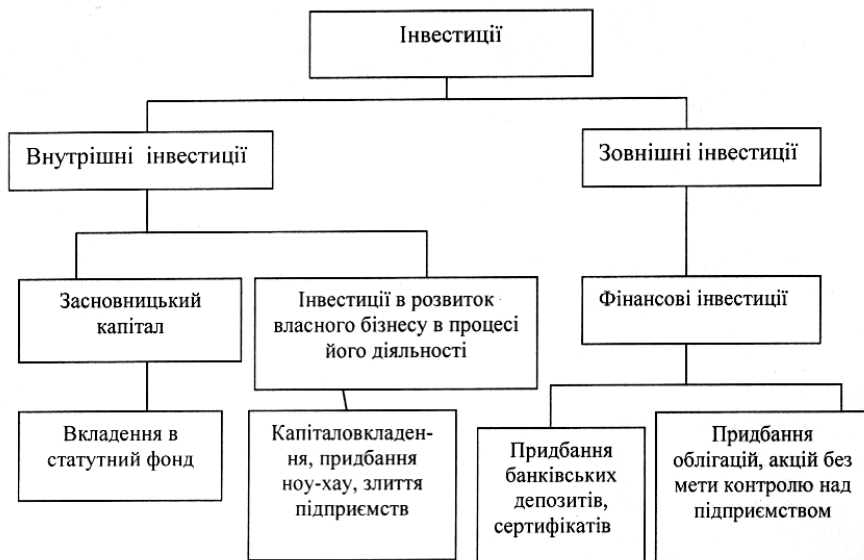 Інвестиції
Внутрішні інвестиції
Зовнішні інвестиції
Засновницький
капітал
Інвестиції в розвиток
власного бізнесу в процесі
його діяльності
Фінансові інвестиції
Вкладення в
статутний фонд
Капіталовкладен-
ня, придбання
ноу-хау, злиття
підприємств
Придбання
банківських
депозитів,
сертифікатів
Придбання
облігацій, акцій без
мети контролю над
підприємством